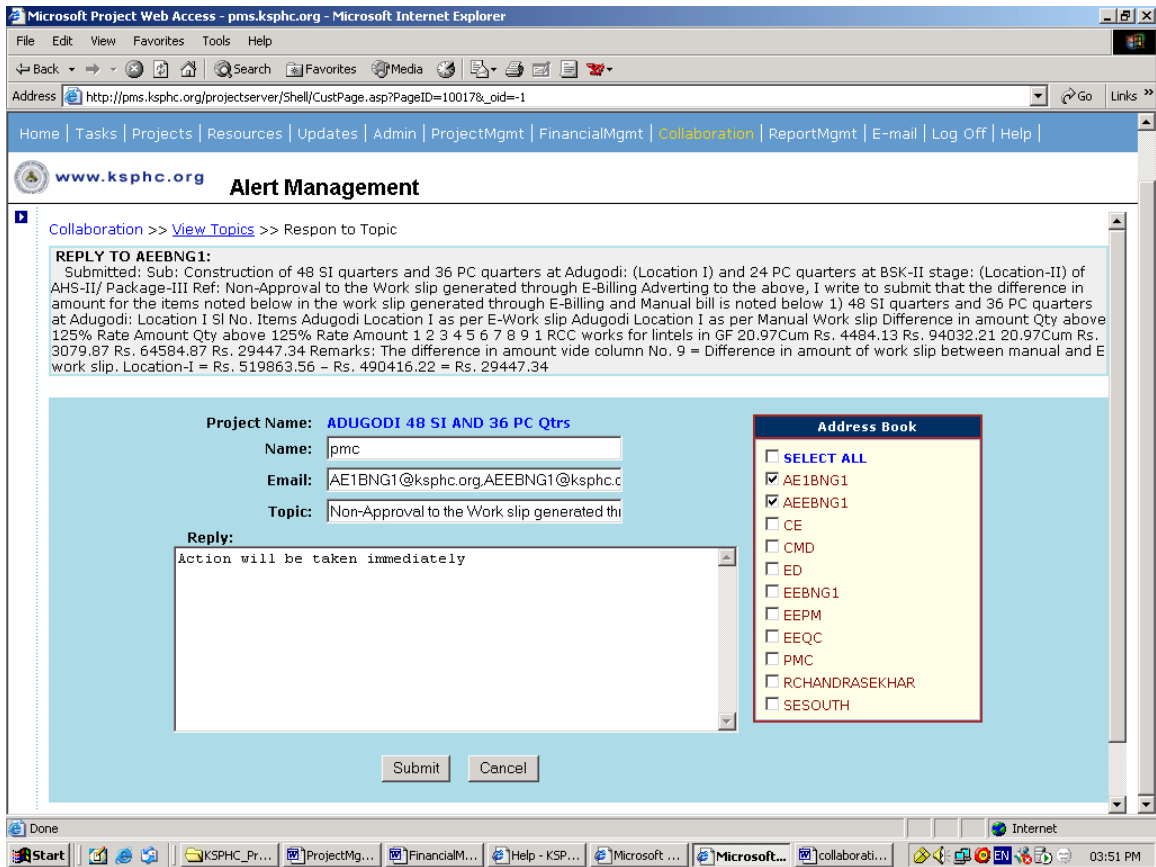 Microsoft Project Web Access - pms.ksphc.org - Microsoft Internet Explorer
File Edit View Favorites Tools Help
Back Search Favorites Media
Address http://pms.ksphc.org/projectserver/Shell/CustPage.asp?PageID=10017&_oid=-1 Go Links »
Home | Tasks | Projects | Resources | Updates | Admin | ProjectMgmt | FinancialMgmt | Collaboration | ReportMgmt | E-mail | Log Off | Help |
www.ksphc.org Alert Management
Collaboration >> View Topics >> Respon to Topic
REPLY TO AEEBNG1:
Submitted: Sub: Construction of 48 SI quarters and 36 PC quarters at Adugodi: (Location I) and 24 PC quarters at BSK-II stage: (Location-II) of
AHS-II/ Package-III Ref: Non-Approval to the Work slip generated through E-Billing Adverting to the above, I write to submit that the difference in
amount for the items noted below in the work slip generated through E-Billing and Manual bill is noted below 1) 48 SI quarters and 36 PC quarters
at Adugodi: Location I Sl No. Items Adugodi Location I as per E-Work slip Adugodi Location I as per Manual Work slip Difference in amount Qty above
125% Rate Amount Qty above 125% Rate Amount 1 2 3 4 5 6 7 8 9 1 RCC works for lintels in GF 20.97Cum Rs. 4484.13 Rs. 94032.21 20.97Cum Rs.
3079.87 Rs. 64584.87 Rs. 29447.34 Remarks: The difference in amount vide column No. 9 = Difference in amount of work slip between manual and E
work slip. Location-I = Rs. 519863.56 – Rs. 490416.22 = Rs. 29447.34
Project Name: ADUGODI 48 SI AND 36 PC Qtrs
Name: pmc
Email: AE1BNG1@ksphc.org,AEEBNG1@ksphc.c
Topic: Non-Approval to the Work slip generated thr
Reply:
Action will be taken immediately
Address Book
SELECT ALL
AE1BNG1
AEEBNG1
CE
CMD
ED
EEBNG1
EEPM
EEQC
PMC
RCHANDRASEKHAR
SESOUTH
Submit Cancel
Done Internet
Start KSPHC_Pr... ProjectMg... FinancialM... Help - KSP... Microsoft ... Microsoft... collaborati... EN 03:51 PM